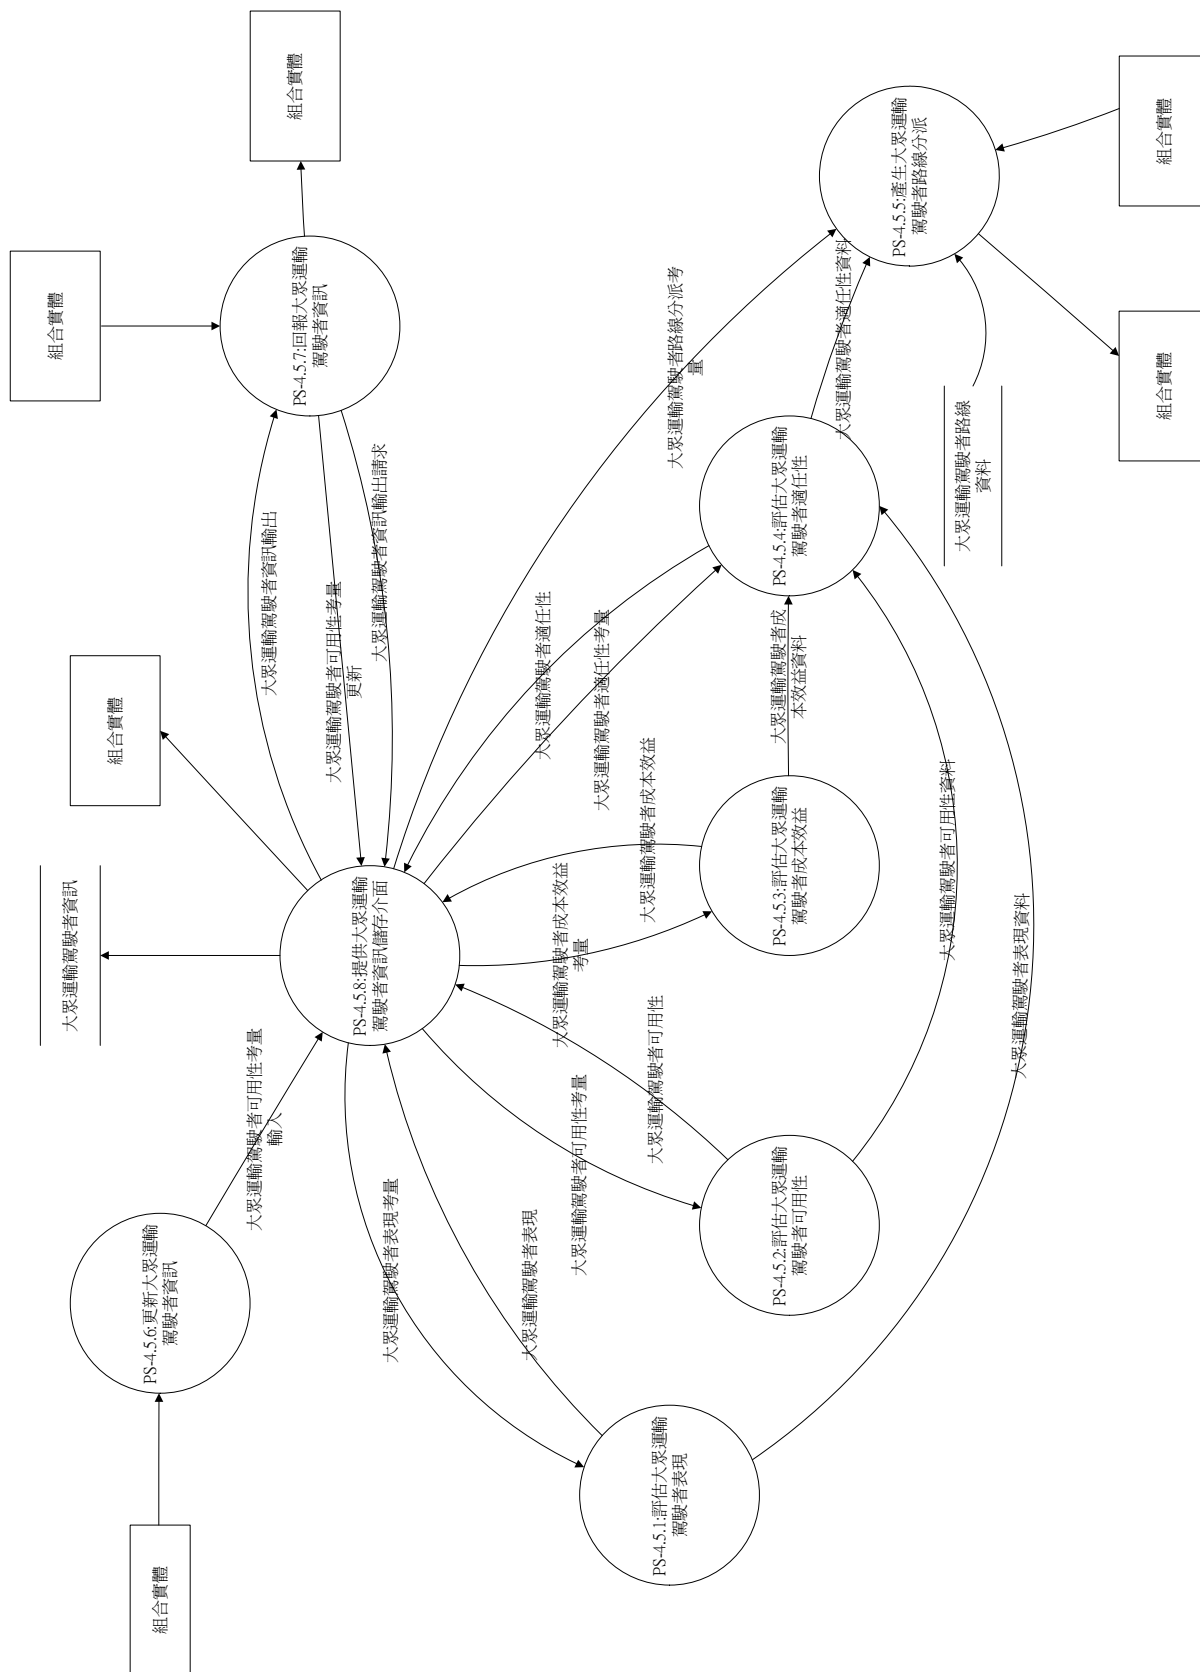 組合實體
PS-4.5.6:更新大眾運輸
駕駛者資訊
大眾運輸駕駛者可用性考量
輸入
大眾運輸駕駛者資訊
組合實體
組合實體
組合實體
PS-4.5.7:回報大眾運輸
駕駛者資訊
大眾運輸駕駛者資訊輸出
大眾運輸駕駛者可用性考量
更新
大眾運輸駕駛者資訊輸出請求
PS-4.5.8:提供大眾運輸
駕駛者資訊儲存介面
大眾運輸駕駛者表現考量
大眾運輸駕駛者表現
大眾運輸駕駛者可用性考量
大眾運輸駕駛者可用性
大眾運輸駕駛者成本效益
考量
大眾運輸駕駛者成本效益
大眾運輸駕駛者適任性
大眾運輸駕駛者適任性考量
大眾運輸駕駛者路線分派考
量
PS-4.5.1:評估大眾運輸
駕駛者表現
PS-4.5.2:評估大眾運輸
駕駛者可用性
PS-4.5.3:評估大眾運輸
駕駛者成本效益
大眾運輸駕駛者成
本效益資料
PS-4.5.4:評估大眾運輸
駕駛者適任性
大眾運輸駕駛者適任性資料
PS-4.5.5:產生大眾運輸
駕駛者路線分派
大眾運輸駕駛者可用性資料
大眾運輸駕駛者表現資料
大眾運輸駕駛者路線
資料
組合實體
組合實體